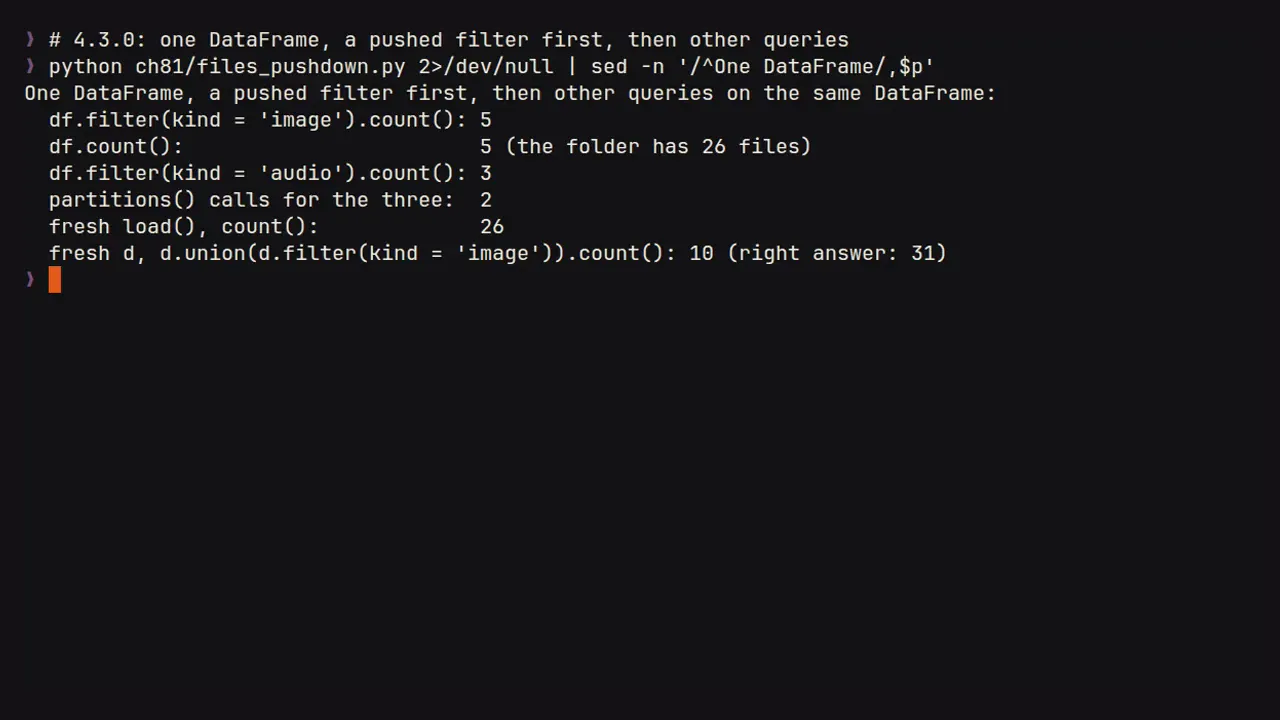 ❯ # 4.3.0: one DataFrame, a pushed filter first, then other queries
❯ python ch81/files_pushdown.py 2>/dev/null | sed -n '/^One DataFrame/,$p'
One DataFrame, a pushed filter first, then other queries on the same DataFrame:
  df.filter(kind = 'image').count(): 5
  df.count():                        5 (the folder has 26 files)
  df.filter(kind = 'audio').count(): 3
  partitions() calls for the three:  2
  fresh load(), count():             26
  fresh d, d.union(d.filter(kind = 'image')).count(): 10 (right answer: 31)
❯